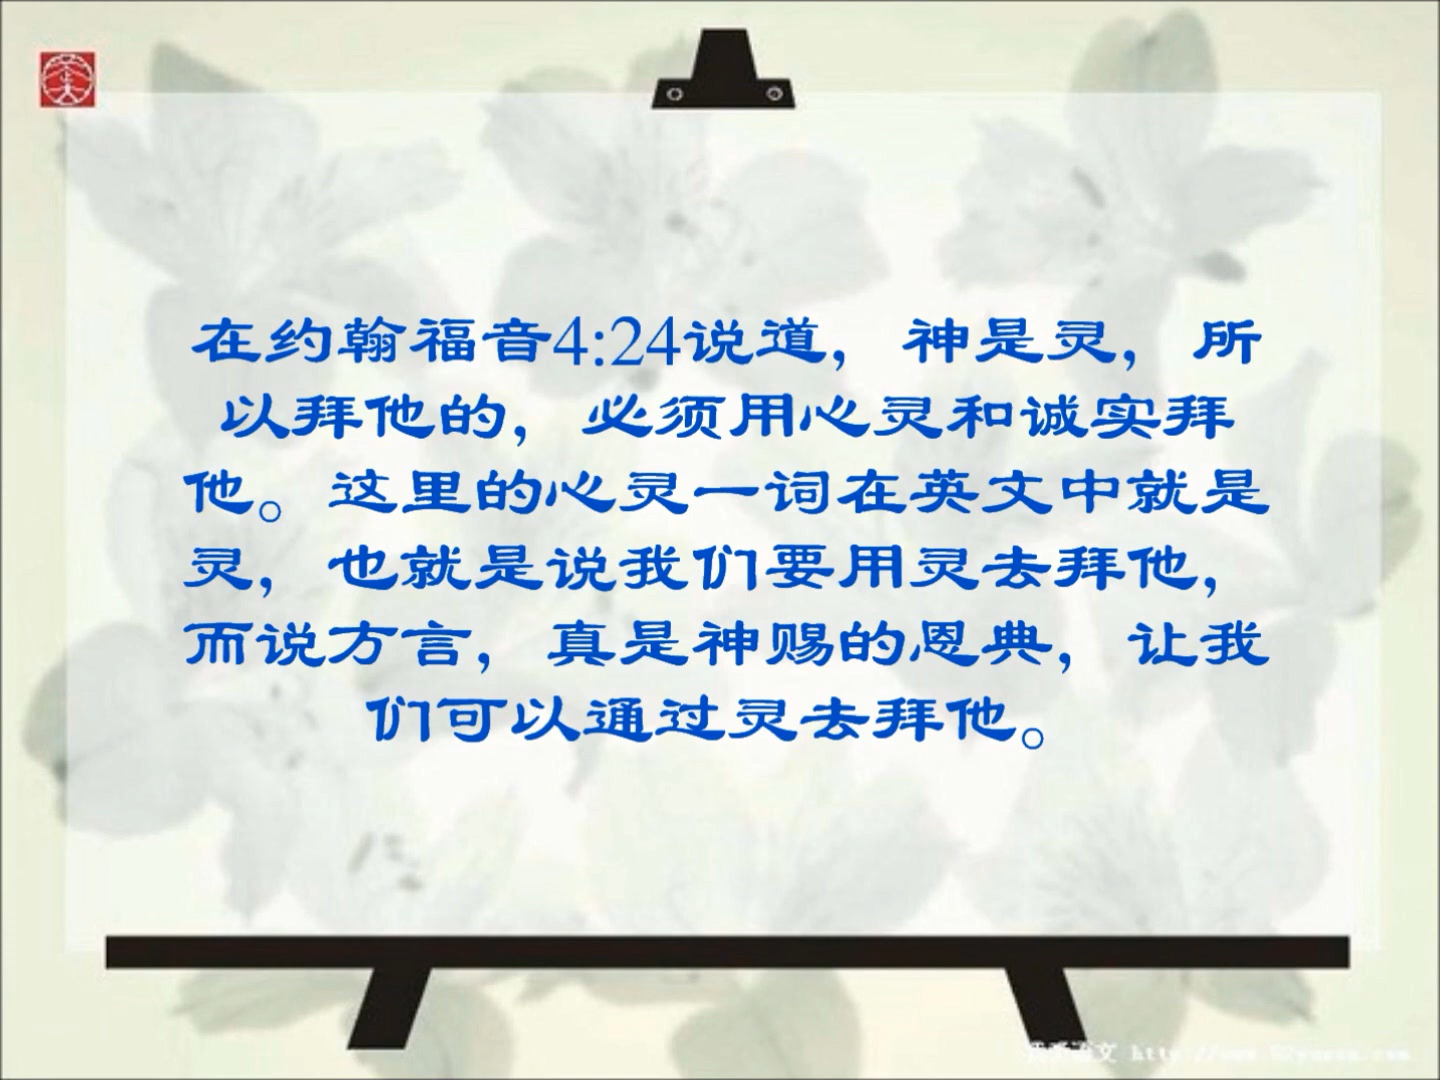 在约翰福音4:24说道，神是灵，所
以拜他的，必须用心灵和诚实拜
他。这里的心灵一词在英文中就是
灵，也就是说我们要用灵去拜他，
而说方言，真是神赐的恩典，让我
们可以通过灵去拜他。